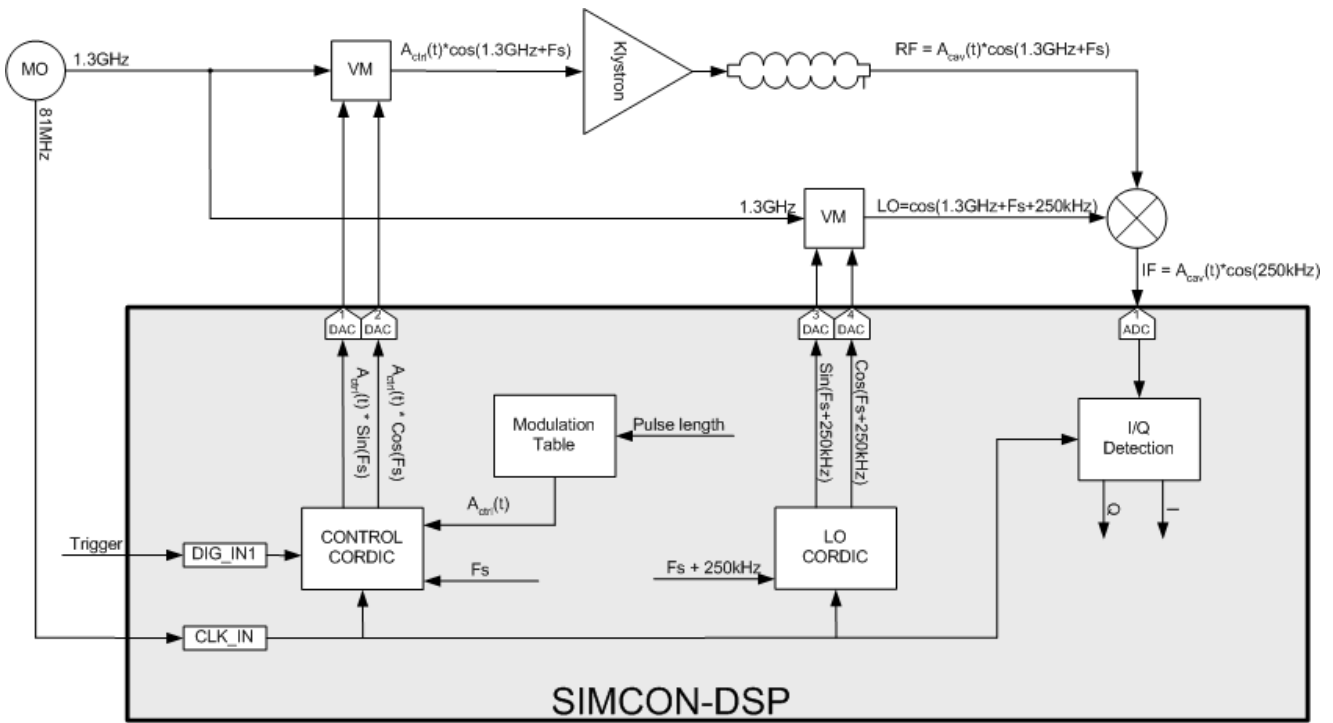 MO
1.3GHz
81MHz
VM
A_ctrl(t)*cos(1.3GHz+Fs)
Klystron
RF = A_cav(t)*cos(1.3GHz+Fs)
1.3GHz
VM
LO=cos(1.3GHz+Fs+250kHz)
IF = A_cav(t)*cos(250kHz)
1
DAC
2
DAC
3
DAC
4
DAC
1
ADC
A_ctrl(t) * Sin(Fs)
A_ctrl(t) * Cos(Fs)
Modulation
Table
Pulse length
Sin(Fs+250kHz)
Cos(Fs+250kHz)
I/Q
Detection
Q
I
A_ctrl(t)
Trigger
DIG_IN1
CONTROL
CORDIC
Fs
Fs + 250kHz
LO
CORDIC
CLK_IN
SIMCON-DSP